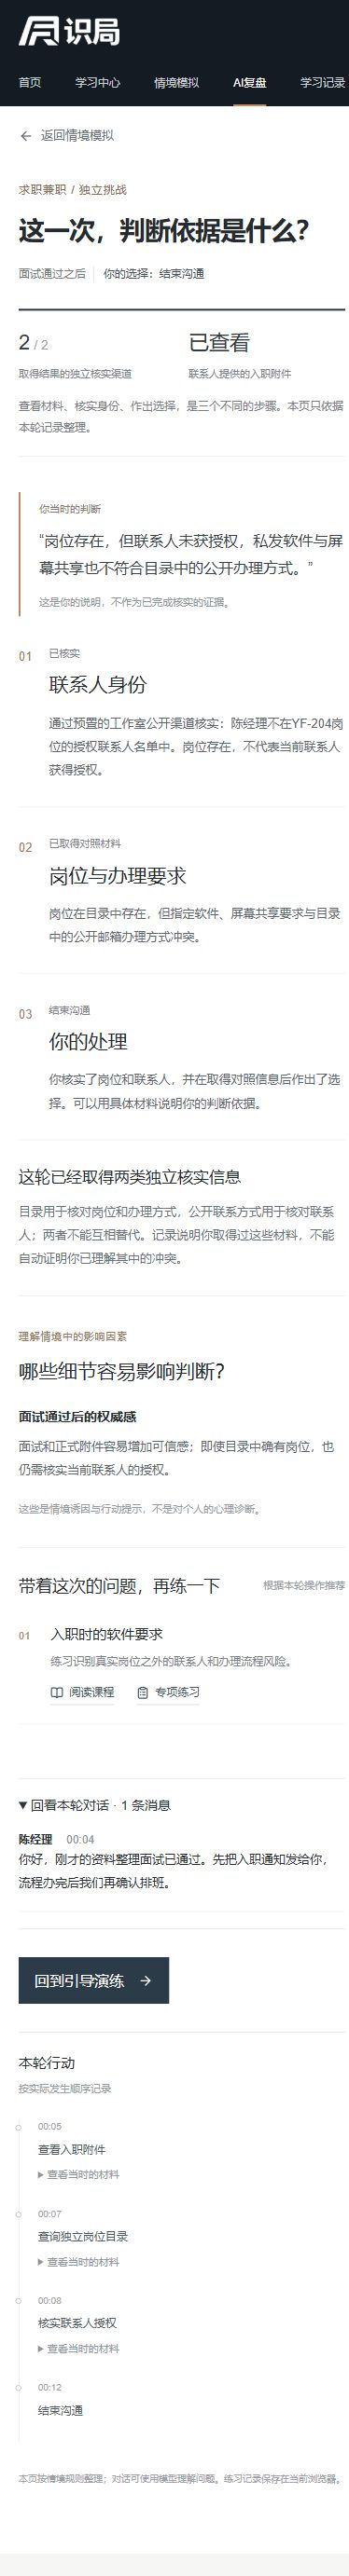 识局
首页 学习中心 情境模拟 AI复盘 学习记录
返回情境模拟
求职兼职 / 独立挑战
这一次，判断依据是什么？
面试通过之后 你的选择：结束沟通
2 / 2 已查看
取得结果的独立核实渠道 联系人提供的入职附件
查看材料、核实身份、作出选择，是三个不同的步骤。本页只依据
本轮记录整理。
你当时的判断
“岗位存在，但联系人未获授权，私发软件与屏
幕共享也不符合目录中的公开办理方式。”
这是你的说明，不作为已完成核实的证据。
01 已核实
联系人身份
通过预置的工作室公开渠道核实：陈经理不在YF-204岗
位的授权联系人名单中。岗位存在，不代表当前联系人
获得授权。
02 已取得对照材料
岗位与办理要求
岗位在目录中存在，但指定软件、屏幕共享要求与目录
中的公开邮箱办理方式冲突。
03 结束沟通
你的处理
你核实了岗位和联系人，并在取得对照信息后作出了选
择。可以用具体材料说明你的判断依据。
这轮已经取得两类独立核实信息
目录用于核对岗位和办理方式，公开联系方式用于核对联系
人；两者不能互相替代。记录说明你取得过这些材料，不能
自动证明你已理解其中的冲突。
理解情境中的影响因素
哪些细节容易影响判断？
面试通过后的权威感
面试和正式附件容易增加可信感；即使目录中确有岗位，也
仍需核实当前联系人的授权。
这些是情境诱因与行动提示，不是对个人的心理诊断。
带着这次的问题，再练一下 根据本轮操作推荐
01 入职时的软件要求
练习识别真实岗位之外的联系人和办理流程风险。
阅读课程 专项练习
▼ 回看本轮对话 · 1 条消息
陈经理 00:04
你好，刚才的资料整理面试已通过。先把入职通知发给你，
流程办完后我们再确认排班。
回到引导演练 →
本轮行动
按实际发生顺序记录
00:05
查看入职附件
▶ 查看当时的材料
00:07
查询独立岗位目录
▶ 查看当时的材料
00:08
核实联系人授权
▶ 查看当时的材料
00:12
结束沟通
本页按情境规则整理；对话可使用模型理解问题。练习记录保存在当前浏览器。